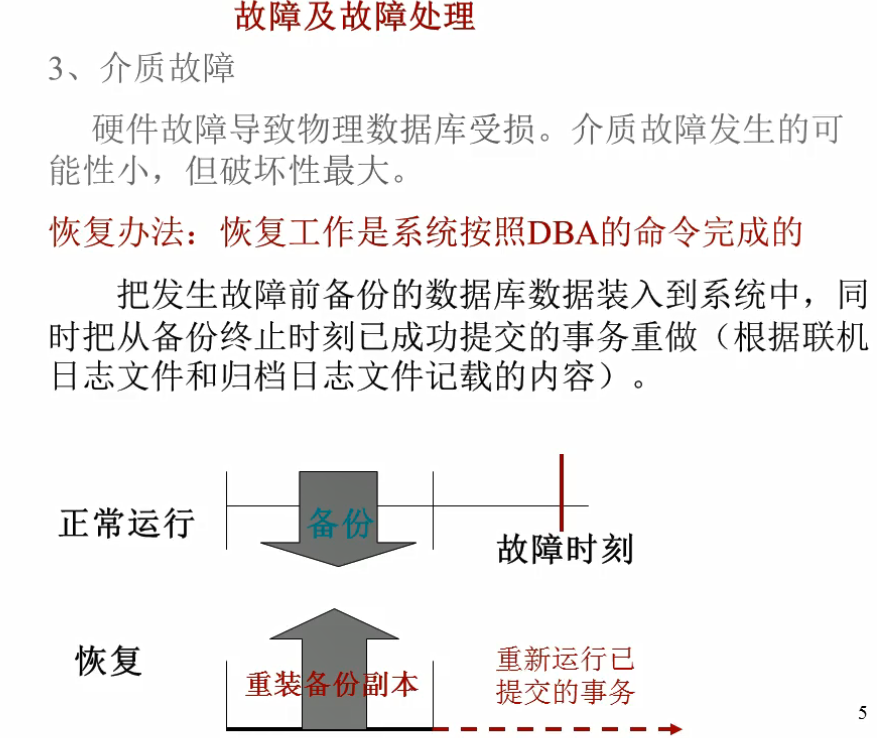 故障及故障处理
3、介质故障
硬件故障导致物理数据库受损。介质故障发生的可
能性小，但破坏性最大。
恢复办法：恢复工作是系统按照DBA的命令完成的
把发生故障前备份的数据库数据装入到系统中，同
时把从备份终止时刻已成功提交的事务重做（根据联机
日志文件和归档日志文件记载的内容）。
正常运行
备份
故障时刻
恢复
重装备份副本
重新运行已
提交的事务
5